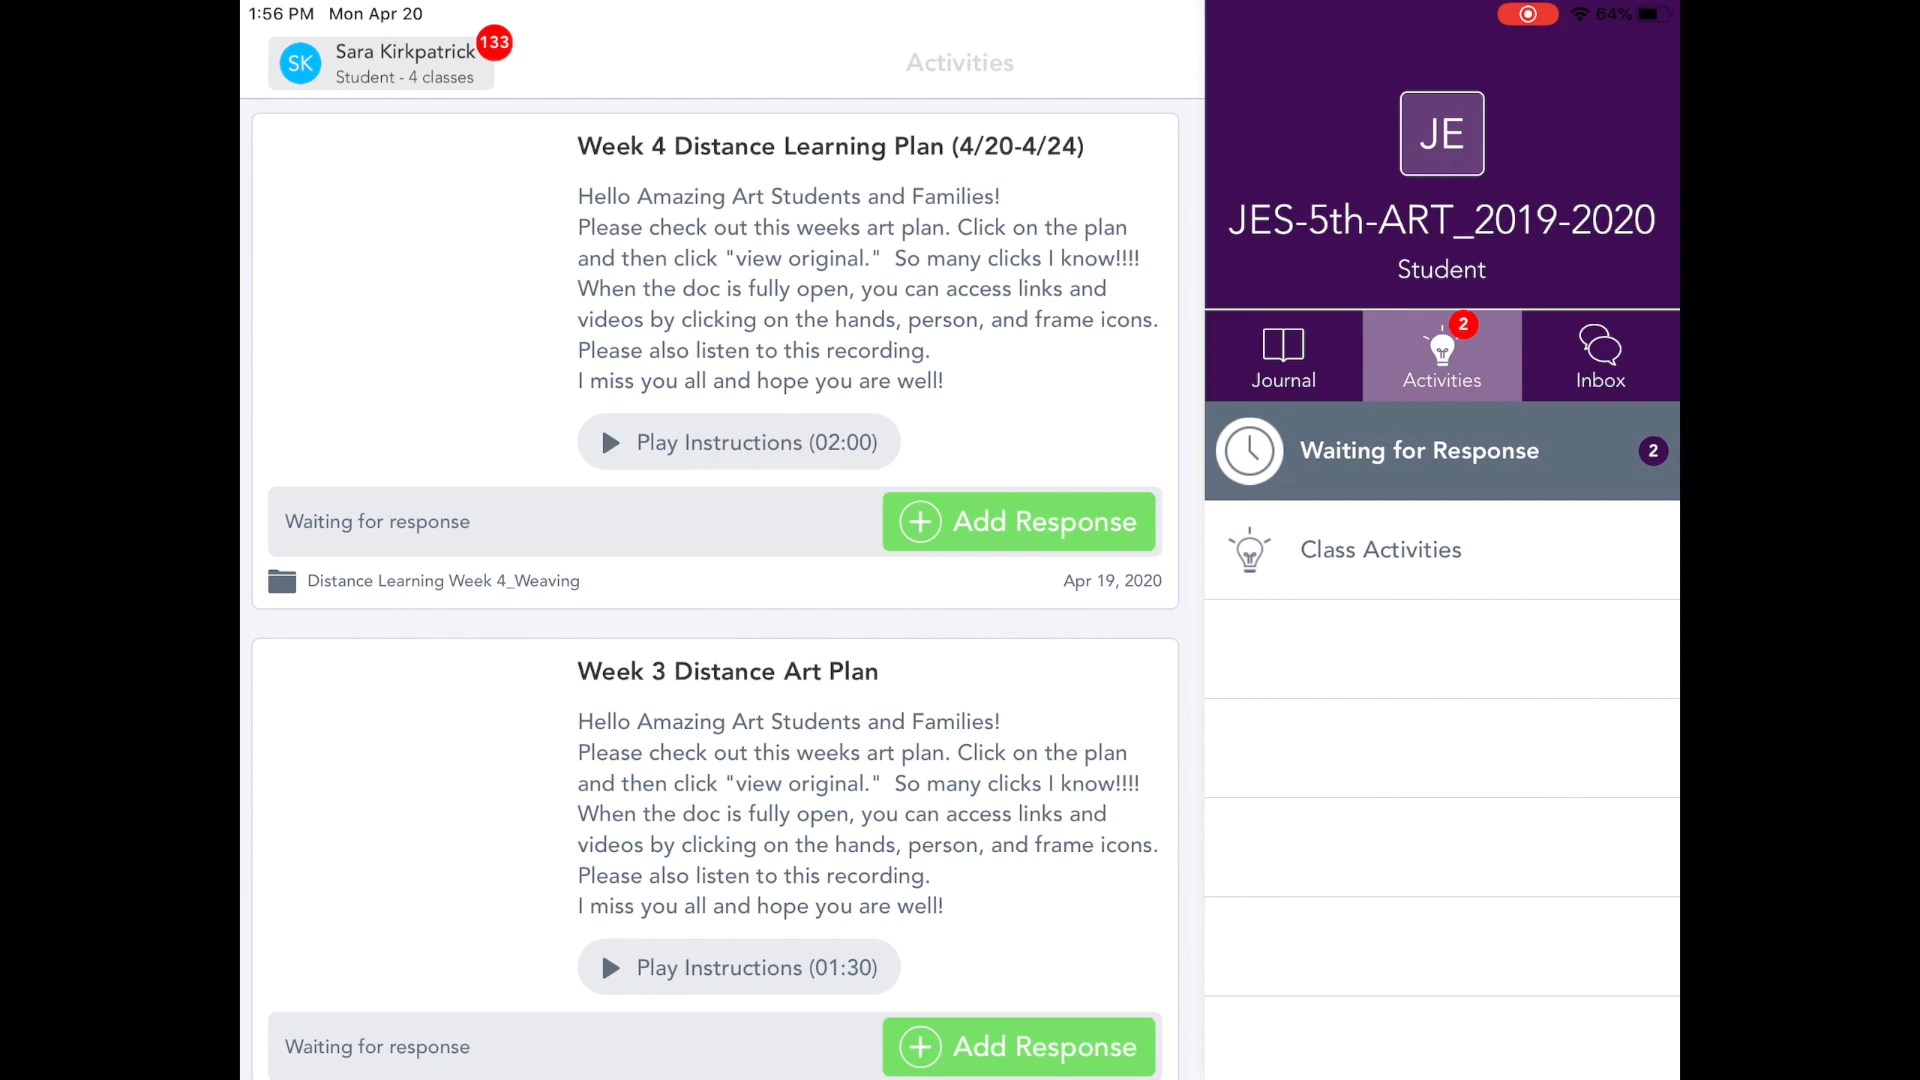 1:56 PM Mon Apr 20
64%
SK
Sara Kirkpatrick
133
Student - 4 classes
Activities
Week 4 Distance Learning Plan (4/20-4/24)
Hello Amazing Art Students and Families!
Please check out this weeks art plan. Click on the plan
and then click "view original."  So many clicks I know!!!!
When the doc is fully open, you can access links and
videos by clicking on the hands, person, and frame icons.
Please also listen to this recording.
I miss you all and hope you are well!
Play Instructions (02:00)
Waiting for response
Add Response
Distance Learning Week 4_Weaving
Apr 19, 2020
Week 3 Distance Art Plan
Hello Amazing Art Students and Families!
Please check out this weeks art plan. Click on the plan
and then click "view original."  So many clicks I know!!!!
When the doc is fully open, you can access links and
videos by clicking on the hands, person, and frame icons.
Please also listen to this recording.
I miss you all and hope you are well!
Play Instructions (01:30)
Waiting for response
Add Response
JE
JES-5th-ART_2019-2020
Student
Journal
2
Activities
Inbox
Waiting for Response
2
Class Activities